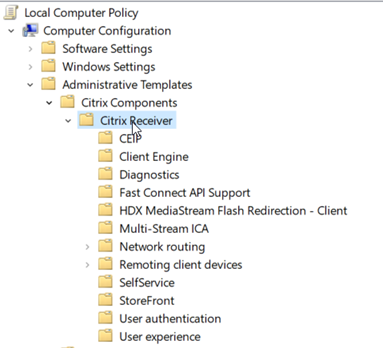 Local Computer Policy
Computer Configuration
Software Settings
Windows Settings
Administrative Templates
Citrix Components
Citrix Receiver
CEIP
Client Engine
Diagnostics
Fast Connect API Support
HDX MediaStream Flash Redirection - Client
Multi-Stream ICA
Network routing
Remoting client devices
SelfService
StoreFront
User authentication
User experience